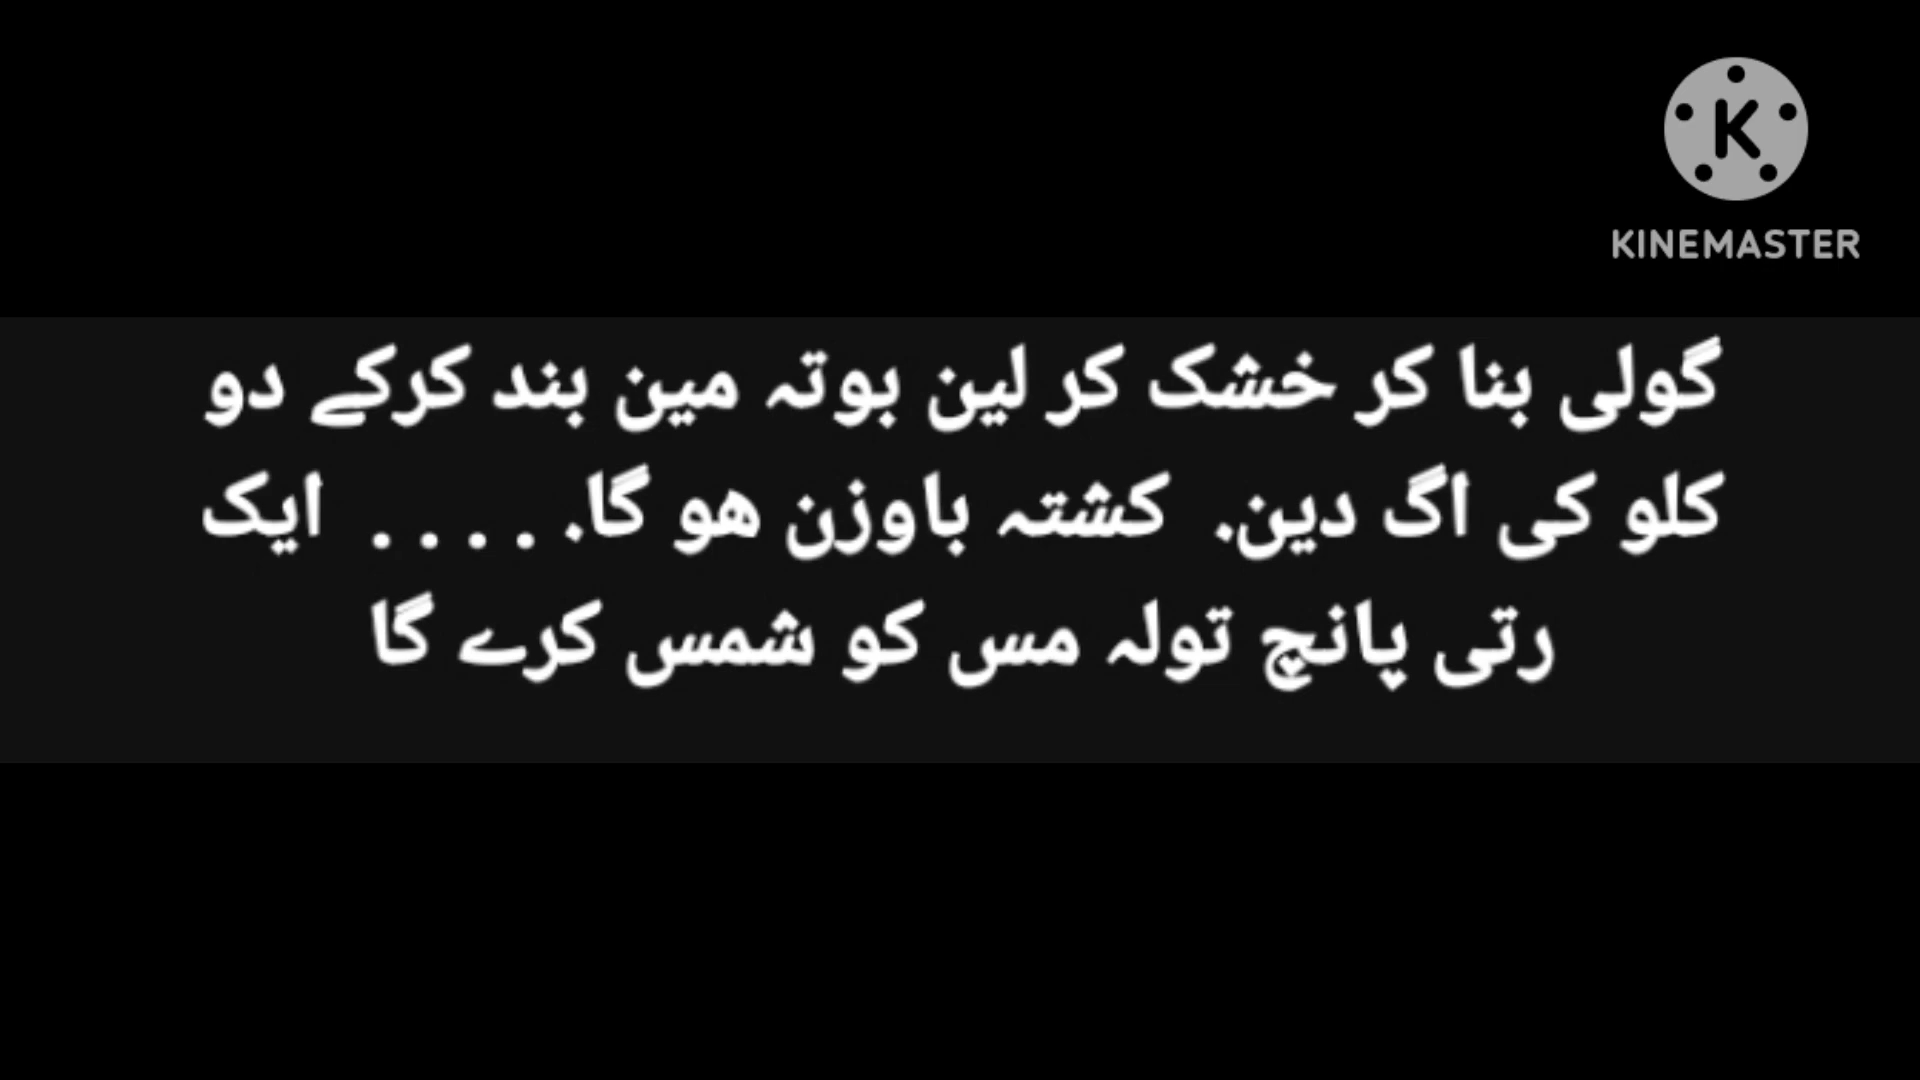 KINEMASTER
گولی بنا کر خشک کر لین بوتہ مین بند کرکے دو
کلو کی اگ دین. کشتہ باوزن ھو گا. . . . . ایک
رتی پانچ تولہ مس کو شمس کرے گا